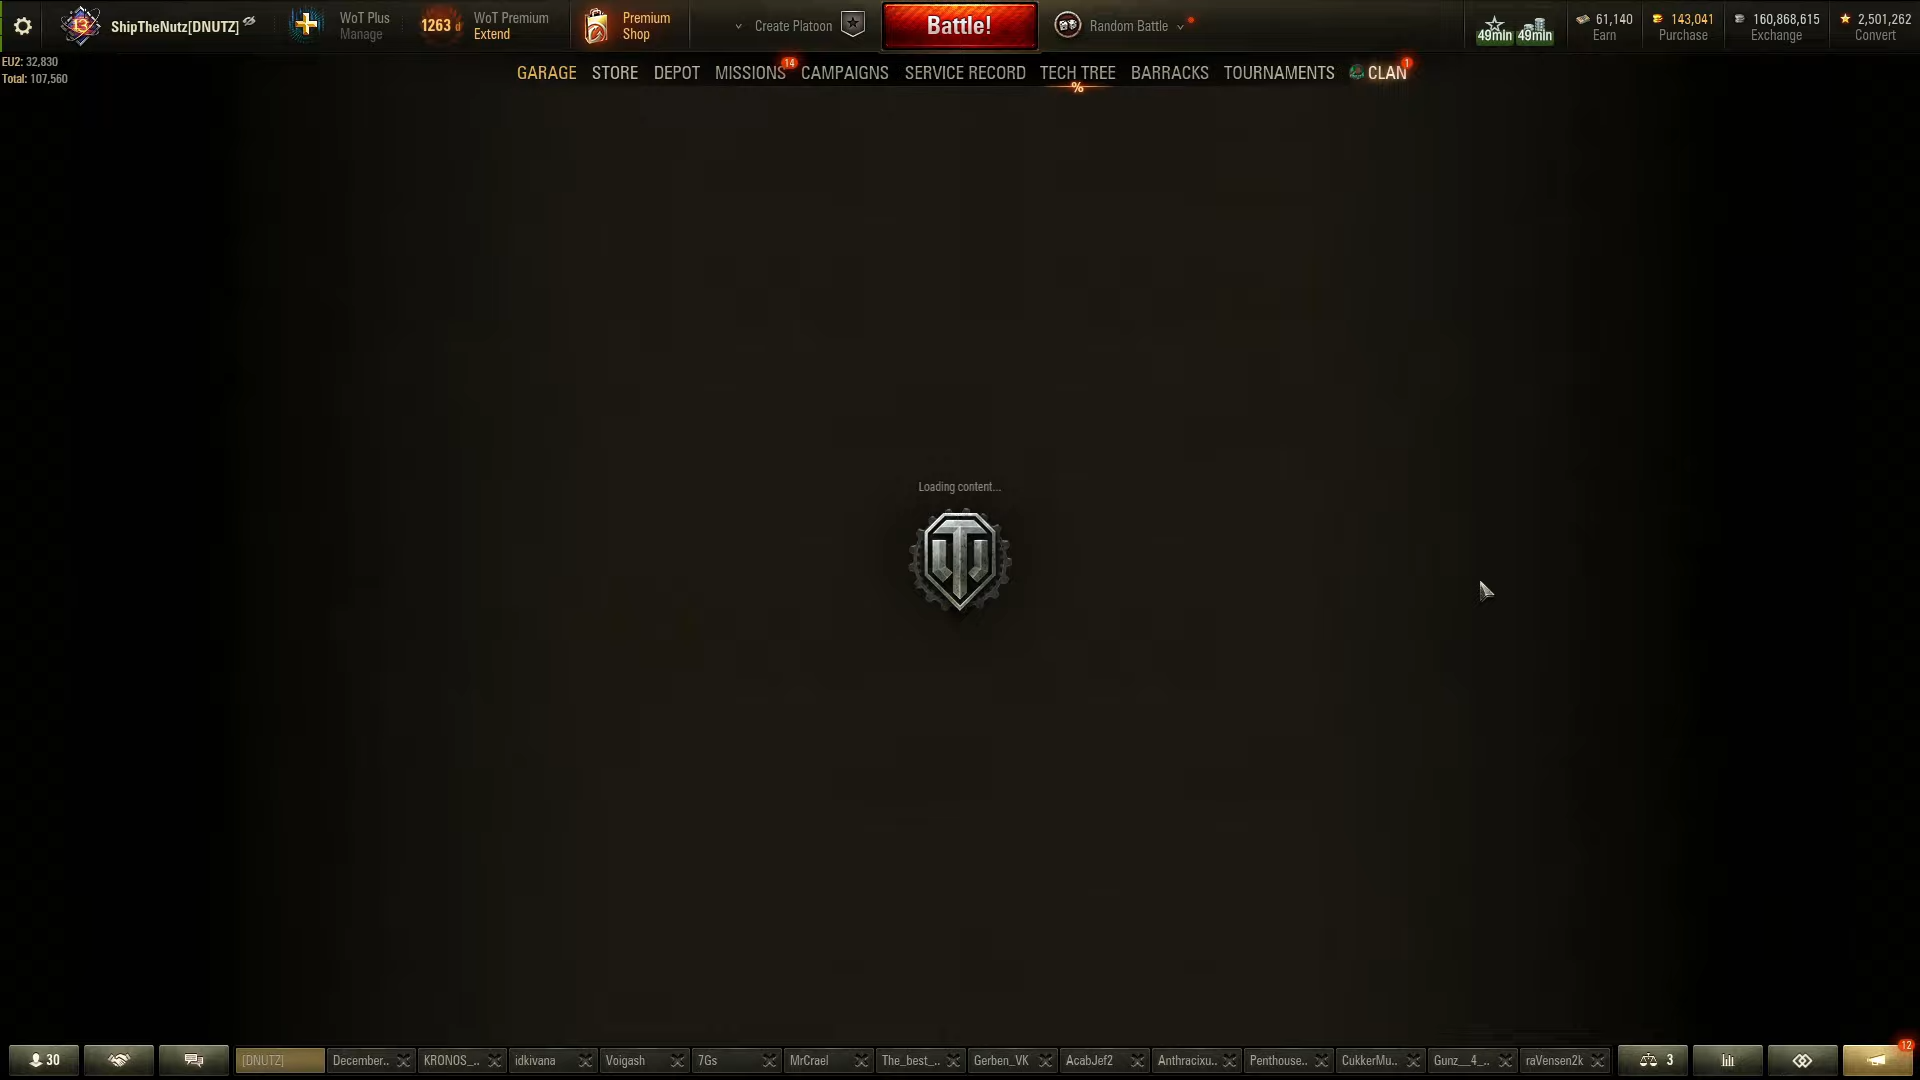 ShipTheNutz[DNUTZ]
WoT Plus
Manage
1263 d
WoT Premium
Extend
Premium
Shop
Create Platoon
Battle!
Random Battle
49min
49min
61,140
Earn
143,041
Purchase
160,868,615
Exchange
2,501,262
Convert
EU2: 32,830
Total: 107,560
GARAGE
STORE
DEPOT
MISSIONS
14
CAMPAIGNS
SERVICE RECORD
TECH TREE
%
BARRACKS
TOURNAMENTS
CLAN
1
Loading content...
30
[DNUTZ]
December..
KRONOS_..
idkivana
Voigash
7Gs
MrCrael
The_best_..
Gerben_VK
AcabJef2
Anthracixu..
Penthouse..
CukkerMu..
Gunz__4_..
raVensen2k
3
12